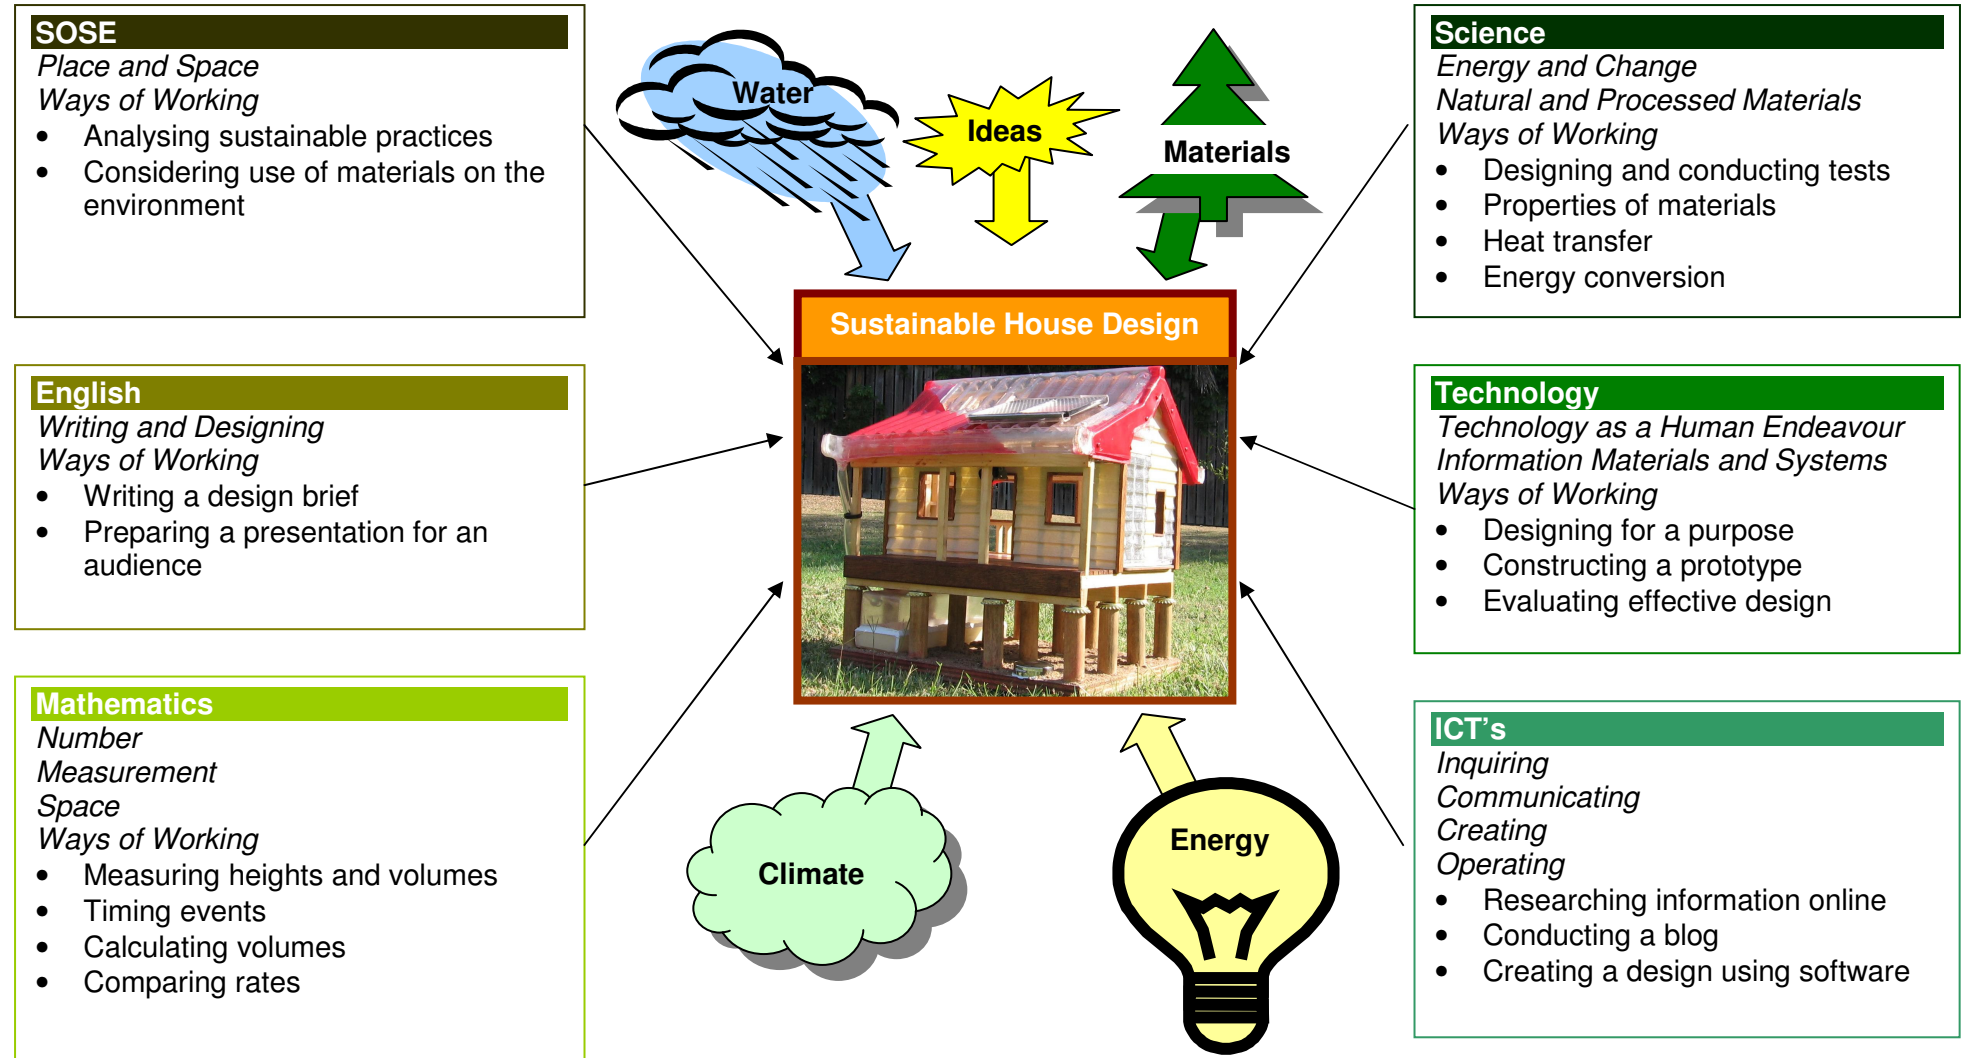 SOSE
Place and Space
Ways of Working
• Analysing sustainable practices
• Considering use of materials on the
environment
English
Writing and Designing
Ways of Working
• Writing a design brief
• Preparing a presentation for an
audience
Mathematics
Number
Measurement
Space
Ways of Working
• Measuring heights and volumes
• Timing events
• Calculating volumes
• Comparing rates
Water
Ideas
Materials
Sustainable House Design
Climate
Energy
Science
Energy and Change
Natural and Processed Materials
Ways of Working
• Designing and conducting tests
• Properties of materials
• Heat transfer
• Energy conversion
Technology
Technology as a Human Endeavour
Information Materials and Systems
Ways of Working
• Designing for a purpose
• Constructing a prototype
• Evaluating effective design
ICT's
Inquiring
Communicating
Creating
Operating
• Researching information online
• Conducting a blog
• Creating a design using software